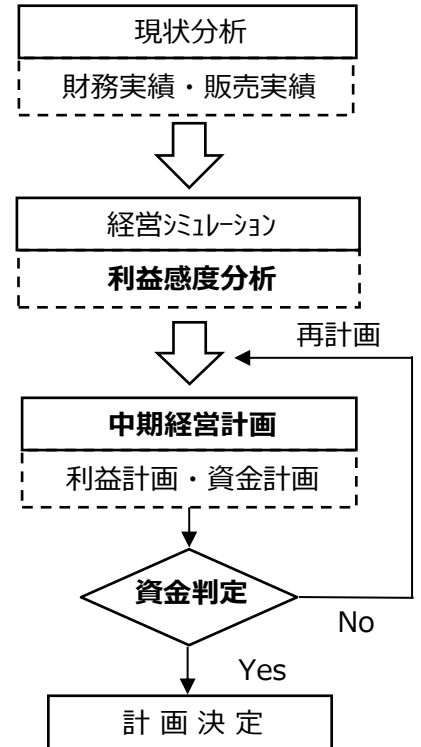 現状分析
財務実績・販売実績
経営ｼﾐｭﾚｰｼｮﾝ
利益感度分析
再計画
中期経営計画
利益計画・資金計画
資金判定
No
Yes
計 画 決 定